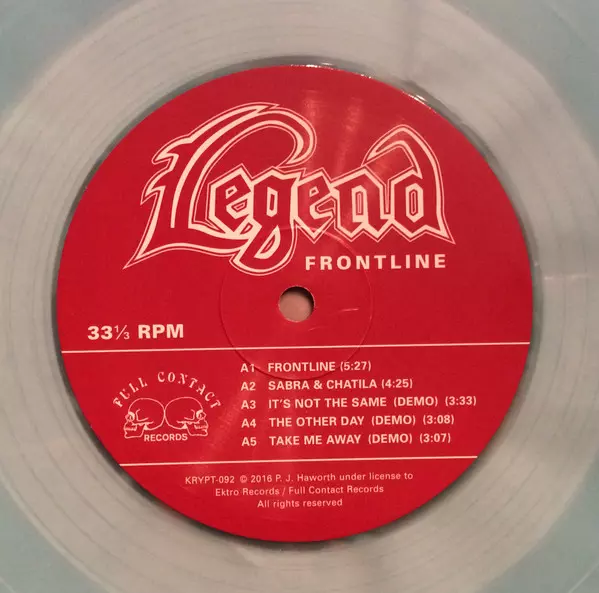 Legend
FRONTLINE
33⅓ RPM
A1 FRONTLINE (5:27)
A2 SABRA & CHATILA (4:25)
A3 IT'S NOT THE SAME (DEMO) (3:33)
A4 THE OTHER DAY (DEMO) (3:08)
A5 TAKE ME AWAY (DEMO) (3:07)
FULL CONTACT
RECORDS
KRYPT-092 © 2016 P. J. Haworth under license to
Ektro Records / Full Contact Records
All rights reserved